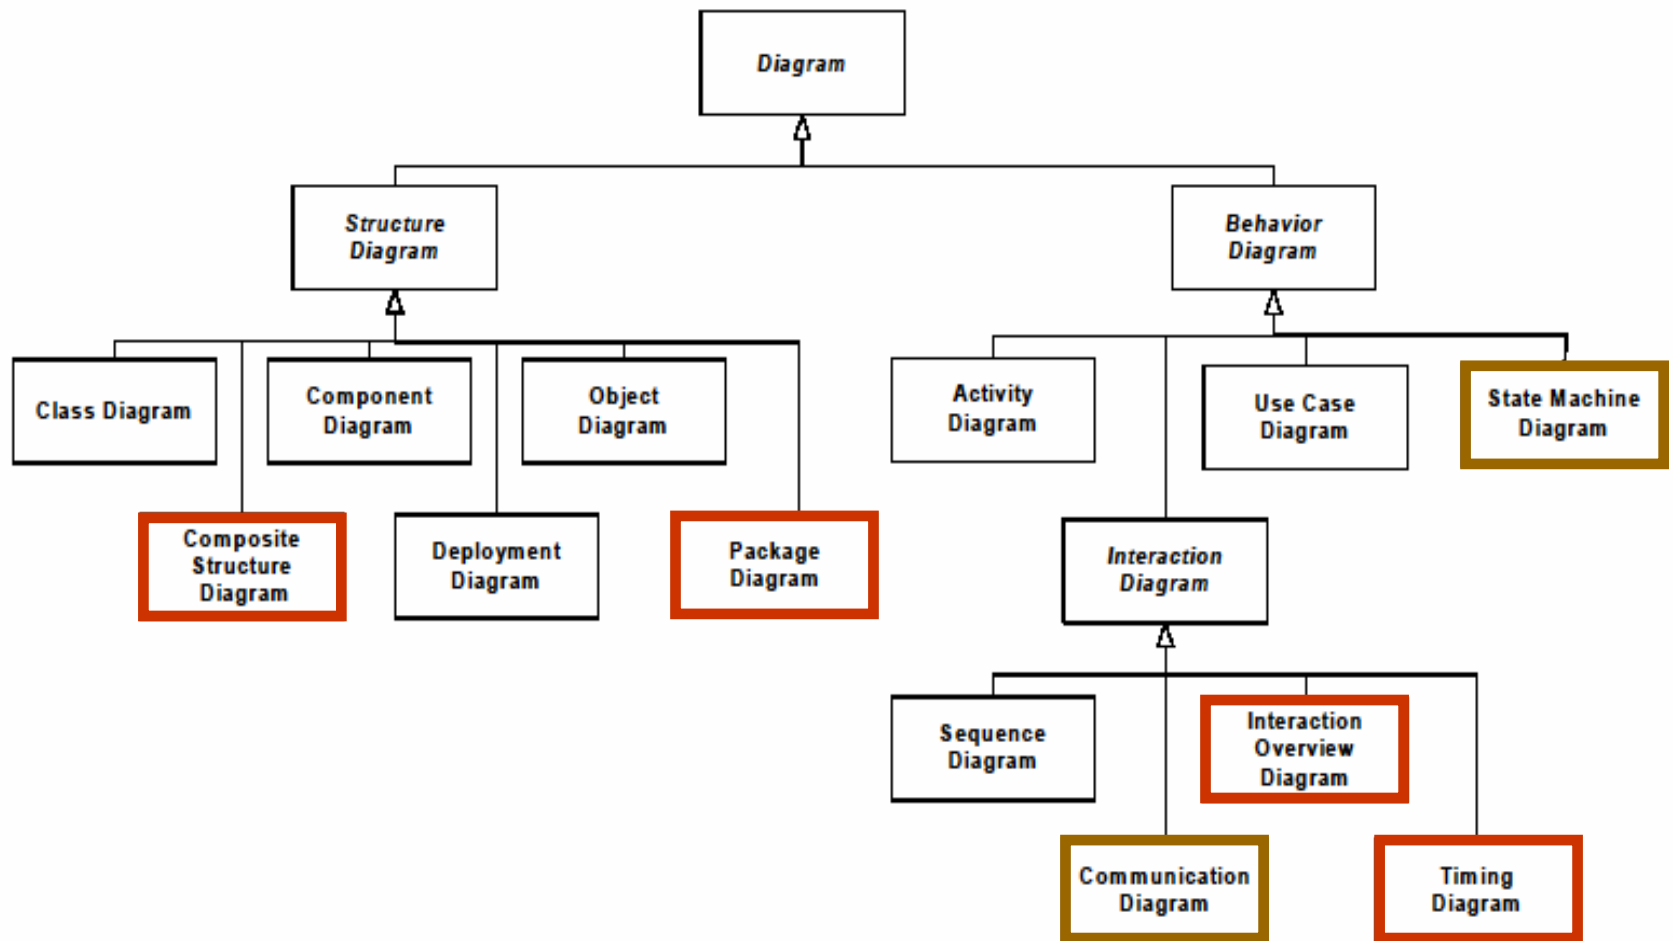 Diagram
Structure
Diagram
Behavior
Diagram
Class Diagram
Component
Diagram
Object
Diagram
Activity
Diagram
Use Case
Diagram
State Machine
Diagram
Composite
Structure
Diagram
Deployment
Diagram
Package
Diagram
Interaction
Diagram
Sequence
Diagram
Interaction
Overview
Diagram
Communication
Diagram
Timing
Diagram